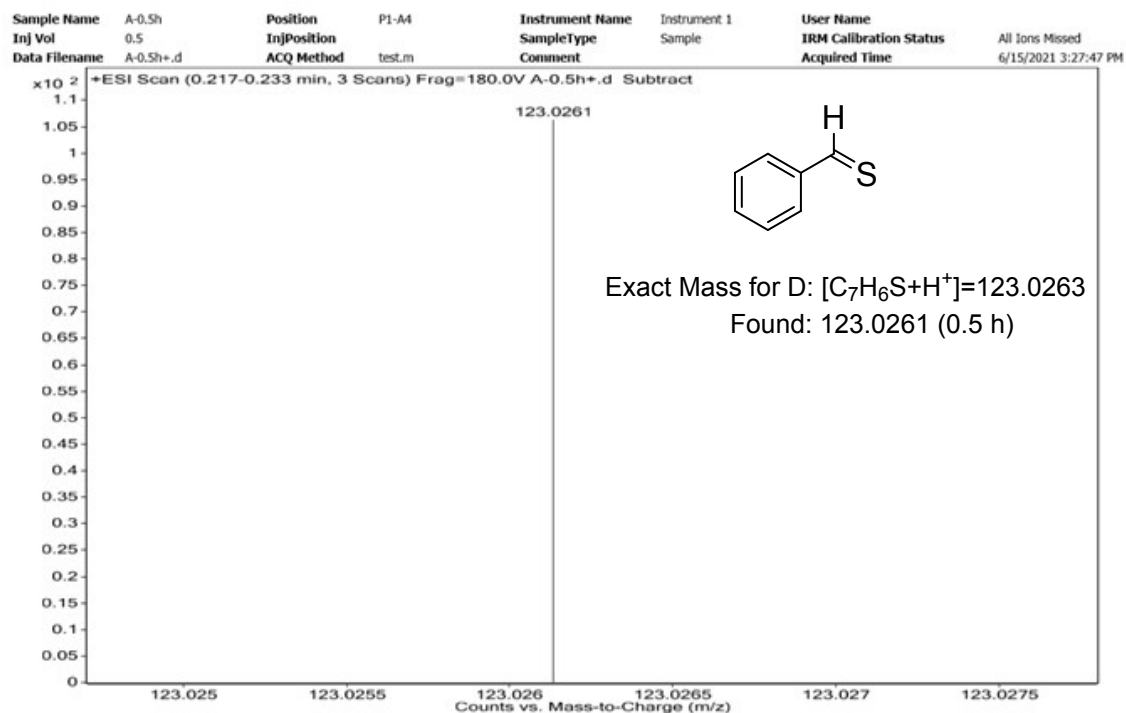 Sample Name A-0.5h Position P1-A4 Instrument Name Instrument 1 User Name
Inj Vol 0.5 InjPosition SampleType Sample IRM Calibration Status All Ions Missed
Data Filename A-0.5h+.d ACQ Method test.m Comment Acquired Time 6/15/2021 3:27:47 PM
x10 2 +ESI Scan (0.217-0.233 min, 3 Scans) Frag=180.0V A-0.5h+.d Subtract
1.1
123.0261
1.05
1
0.95
0.9
0.85
0.8
0.75
0.7
0.65
0.6
0.55
0.5
0.45
0.4
0.35
0.3
0.25
0.2
0.15
0.1
0.05
0
H
S
Exact Mass for D: [C₇H₆S+H⁺]=123.0263
Found: 123.0261 (0.5 h)
123.025 123.0255 123.026 123.0265 123.027 123.0275
Counts vs. Mass-to-Charge (m/z)